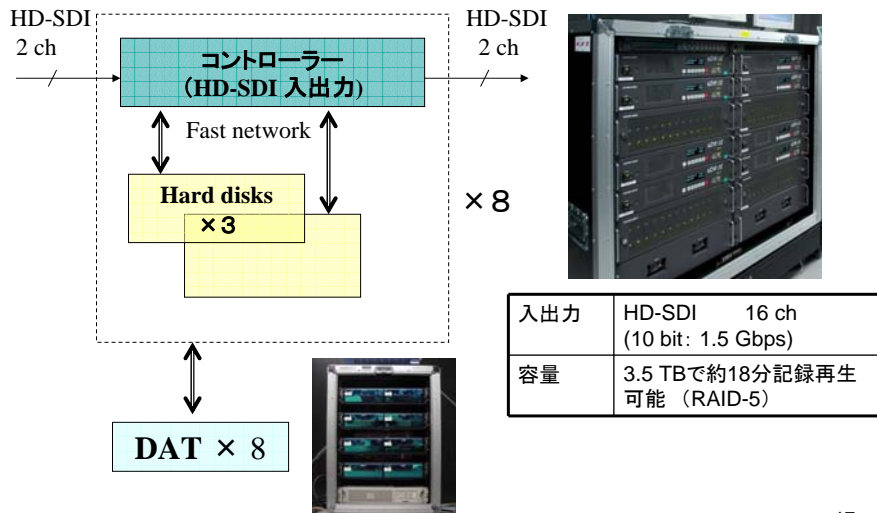 HD-SDI
2 ch
コントローラー
(HD-SDI 入出力)
HD-SDI
2 ch
Fast network
Hard disks
×3
×8
入出力 HD-SDI 16 ch
(10 bit: 1.5 Gbps)
容量 3.5 TBで約18分記録再生
可能 (RAID-5)
DAT × 8